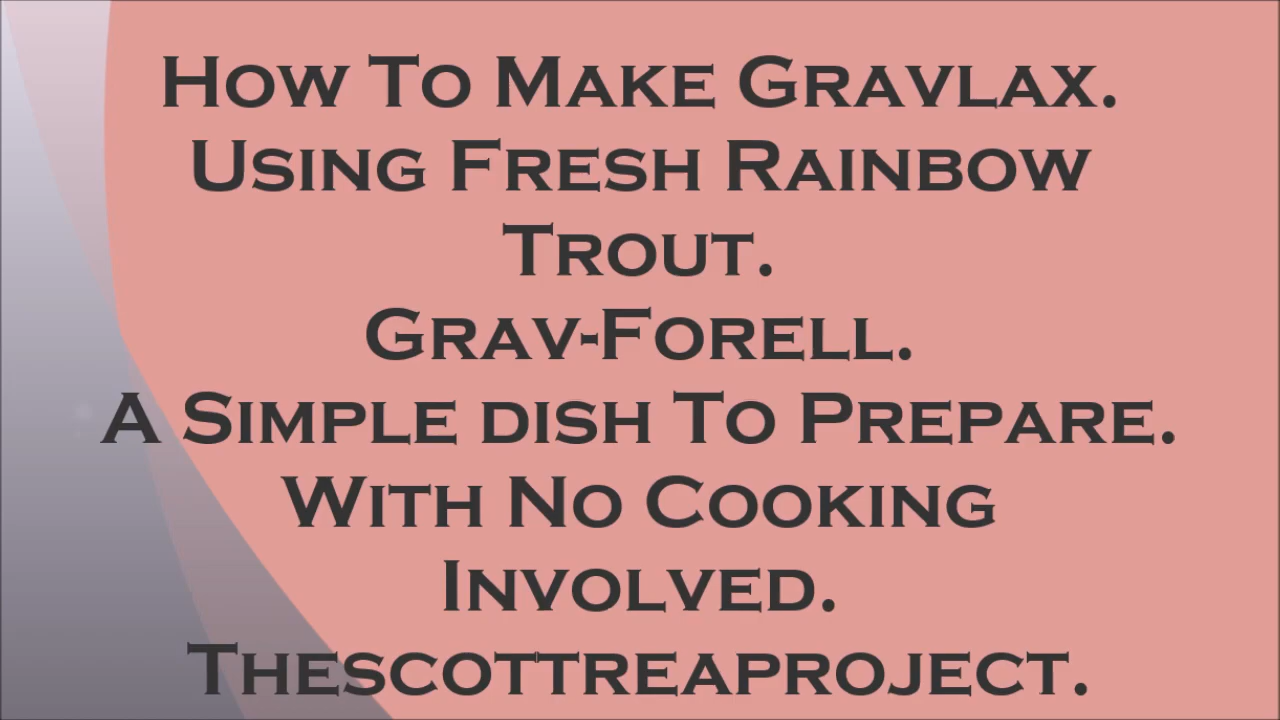 How To Make Gravlax.
Using Fresh Rainbow
Trout.
Grav-Forell.
A Simple dish To Prepare.
With No Cooking
Involved.
Thescottreaproject.